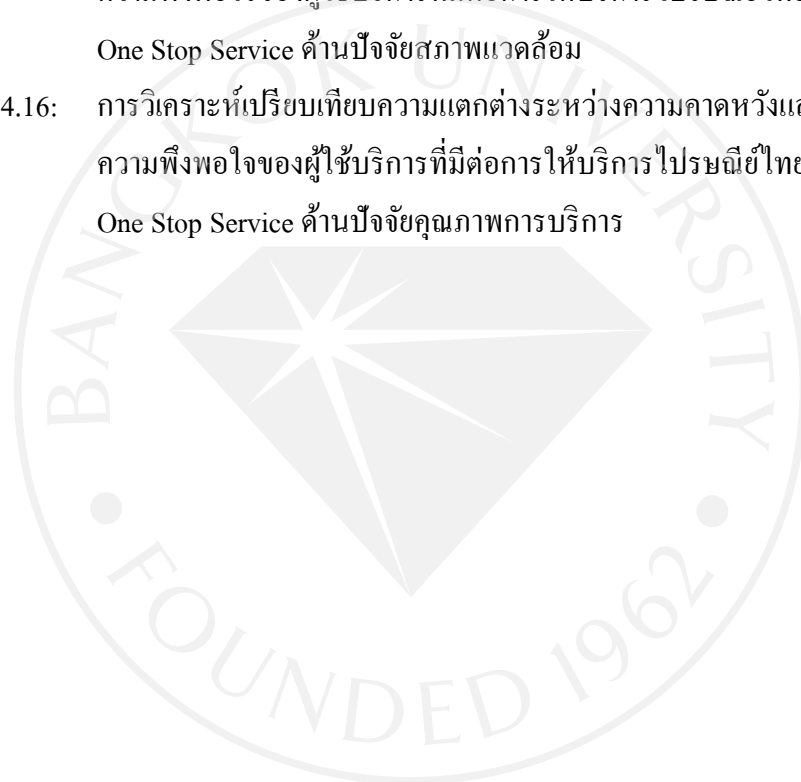 One Stop Service ด้านปัจจัยสภาพแวดล้อม
4.16: การวิเคราะห์เปรียบเทียบความแตกต่างระหว่างความคาดหวังและ
ความพึงพอใจของผู้ใช้บริการที่มีต่อการให้บริการไปรษณีย์ไทย
One Stop Service ด้านปัจจัยคุณภาพการบริการ
BANGKOK UNIVERSITY
FOUNDED 1962